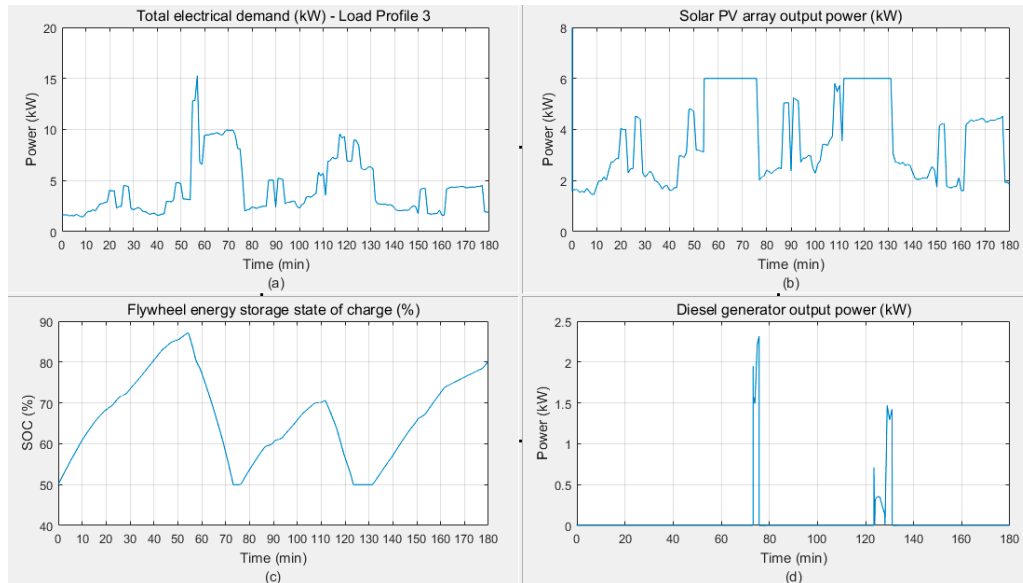 Total electrical demand (kW) - Load Profile 3
20
15
10
5
0
Power (kW)
0 10 20 30 40 50 60 70 80 90 100 110 120 130 140 150 160 170 180
Time (min)
(a)
Solar PV array output power (kW)
8
6
4
2
0
Power (kW)
0 10 20 30 40 50 60 70 80 90 100 110 120 130 140 150 160 170 180
Time (min)
(b)
Flywheel energy storage state of charge (%)
90
80
70
60
50
40
SOC (%)
0 10 20 30 40 50 60 70 80 90 100 110 120 130 140 150 160 170 180
Time (min)
(c)
Diesel generator output power (kW)
2.5
2
1.5
1
0.5
0
Power (kW)
0 20 40 60 80 100 120 140 160 180
Time (min)
(d)